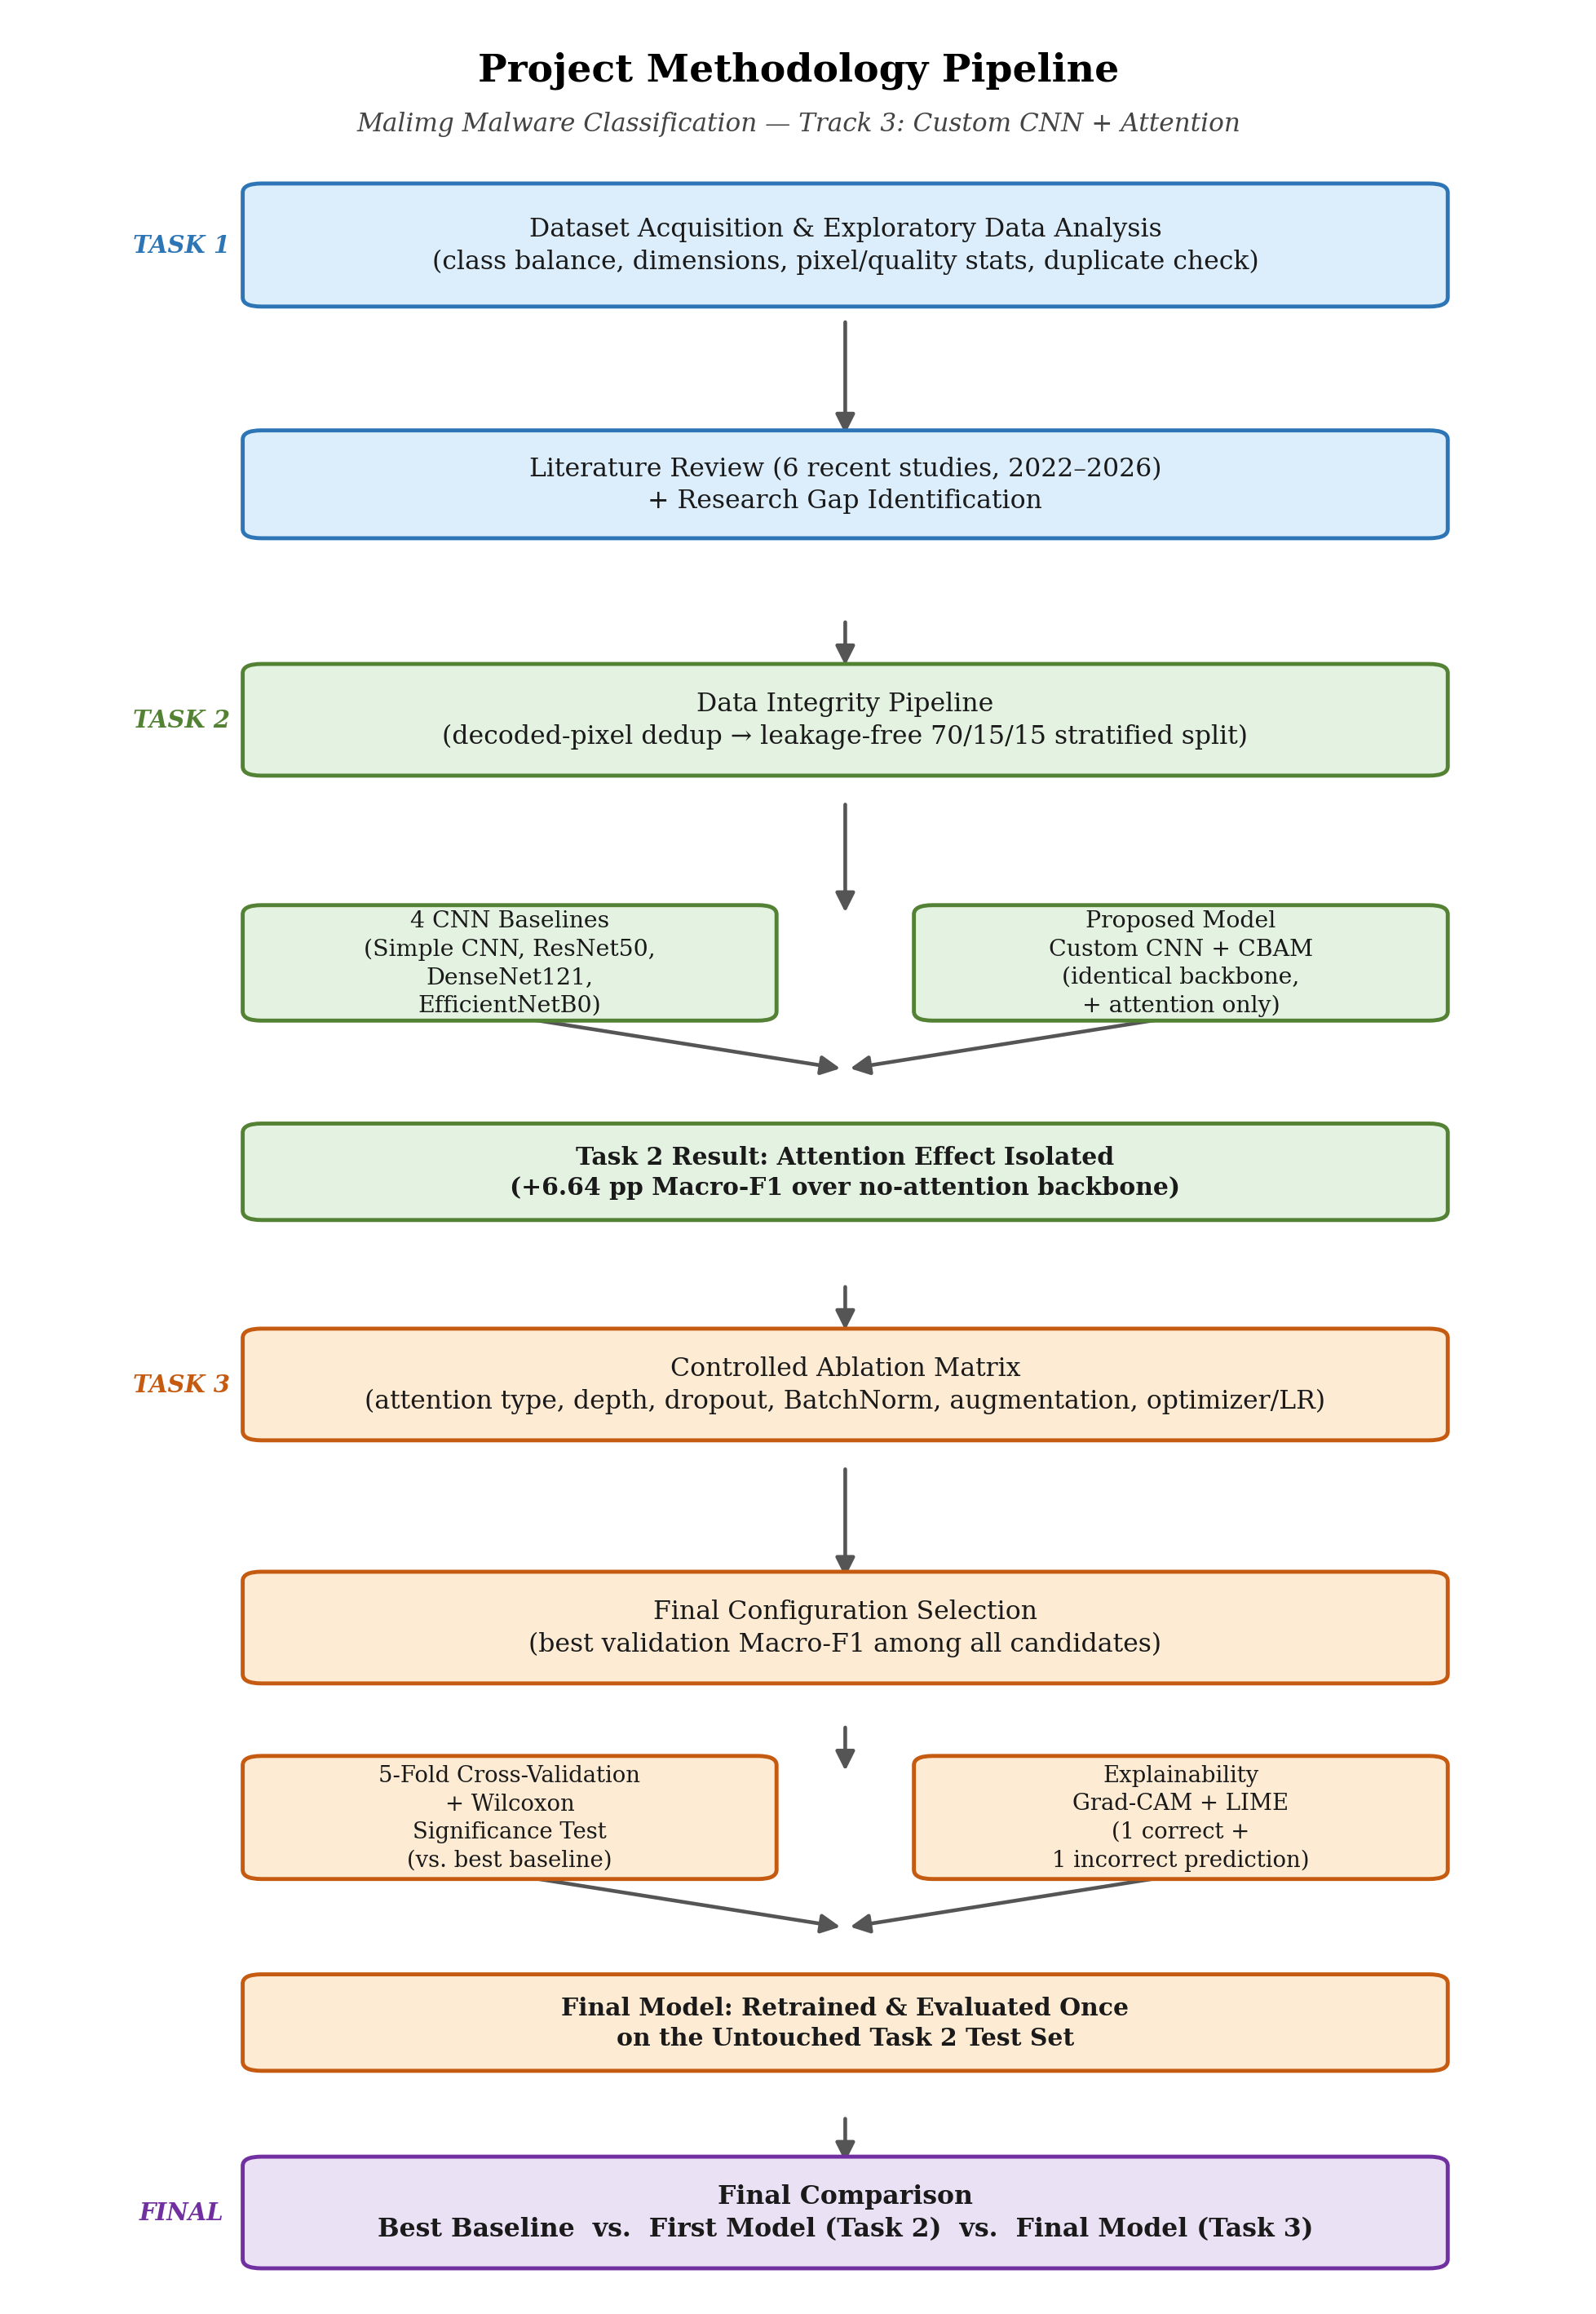 Project Methodology Pipeline
Malimg Malware Classification — Track 3: Custom CNN + Attention
TASK 1
Dataset Acquisition & Exploratory Data Analysis
(class balance, dimensions, pixel/quality stats, duplicate check)
Literature Review (6 recent studies, 2022–2026)
+ Research Gap Identification
TASK 2
Data Integrity Pipeline
(decoded-pixel dedup → leakage-free 70/15/15 stratified split)
4 CNN Baselines
(Simple CNN, ResNet50,
DenseNet121,
EfficientNetB0)
Proposed Model
Custom CNN + CBAM
(identical backbone,
+ attention only)
Task 2 Result: Attention Effect Isolated
(+6.64 pp Macro-F1 over no-attention backbone)
TASK 3
Controlled Ablation Matrix
(attention type, depth, dropout, BatchNorm, augmentation, optimizer/LR)
Final Configuration Selection
(best validation Macro-F1 among all candidates)
5-Fold Cross-Validation
+ Wilcoxon
Significance Test
(vs. best baseline)
Explainability
Grad-CAM + LIME
(1 correct +
1 incorrect prediction)
Final Model: Retrained & Evaluated Once
on the Untouched Task 2 Test Set
FINAL
Final Comparison
Best Baseline vs. First Model (Task 2) vs. Final Model (Task 3)